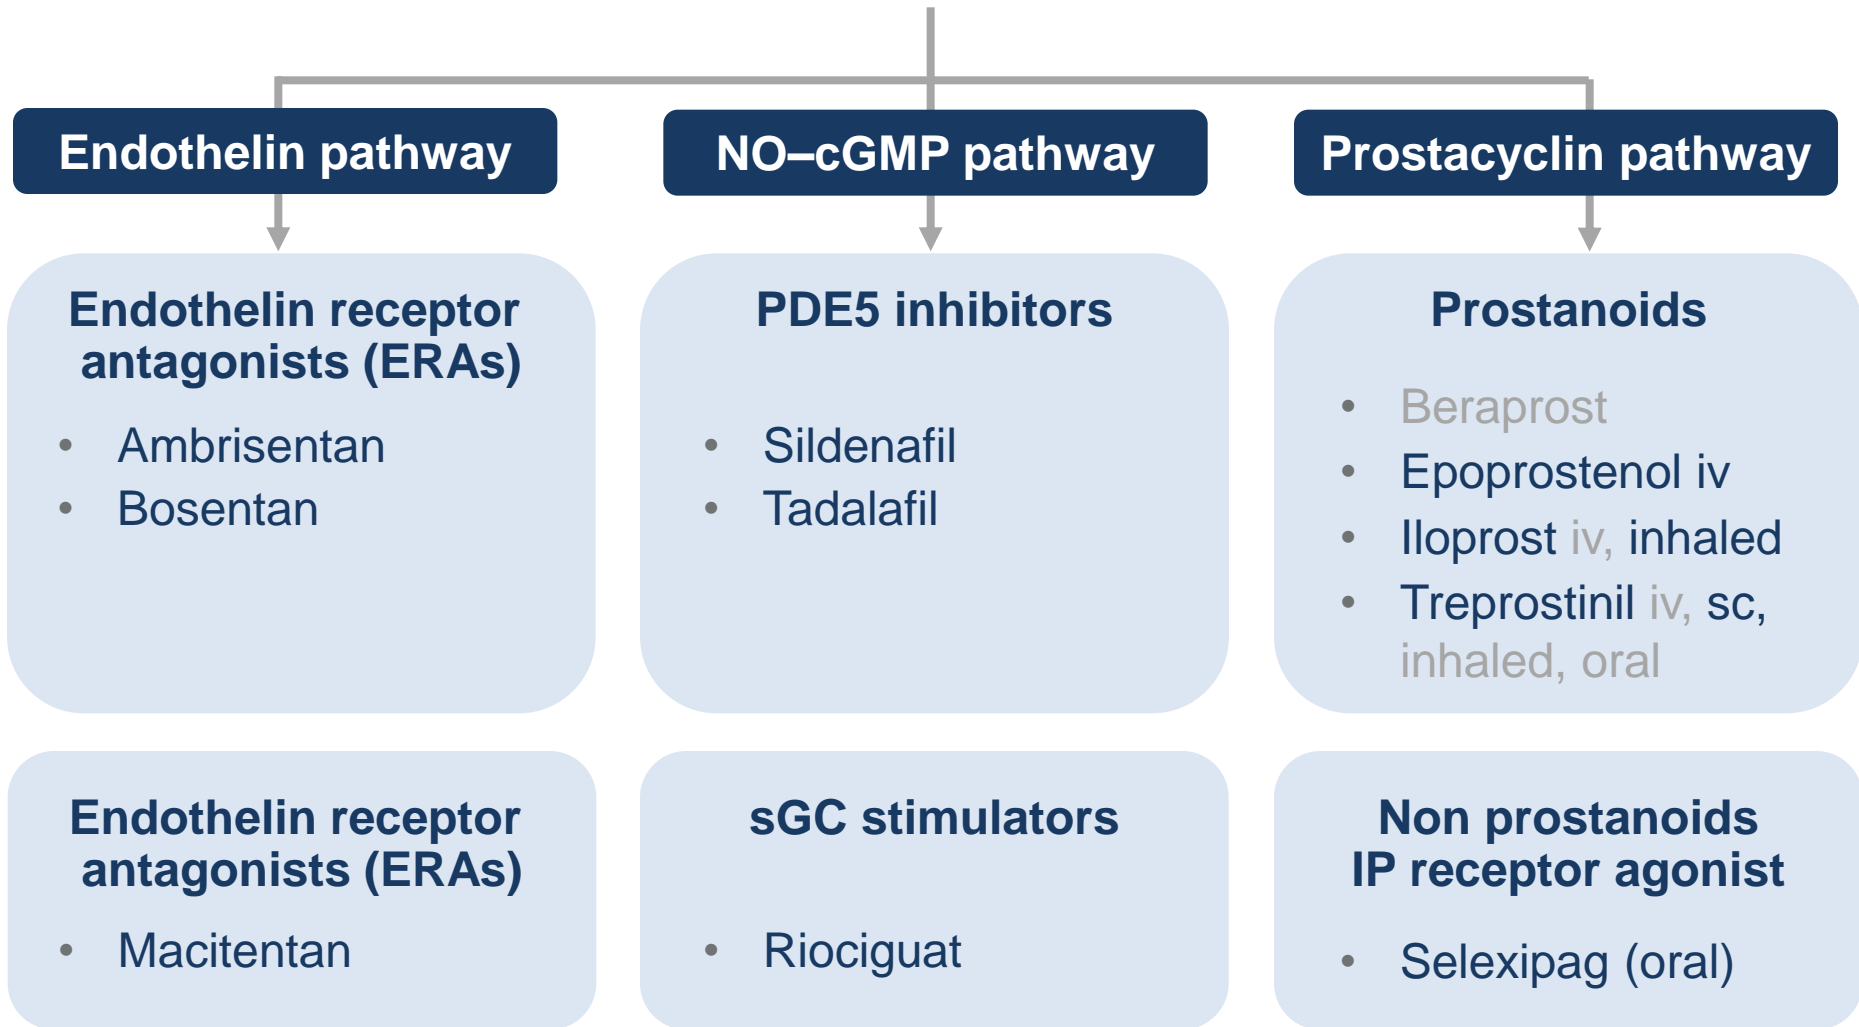 Endothelin pathway
NO–cGMP pathway
Prostacyclin pathway
Endothelin receptor
antagonists (ERAs)
• Ambrisentan
• Bosentan
PDE5 inhibitors
• Sildenafil
• Tadalafil
Prostanoids
• Beraprost
• Epoprostenol iv
• Iloprost iv, inhaled
• Treprostinil iv, sc,
inhaled, oral
Endothelin receptor
antagonists (ERAs)
• Macitentan
sGC stimulators
• Riociguat
Non prostanoids
IP receptor agonist
• Selexipag (oral)